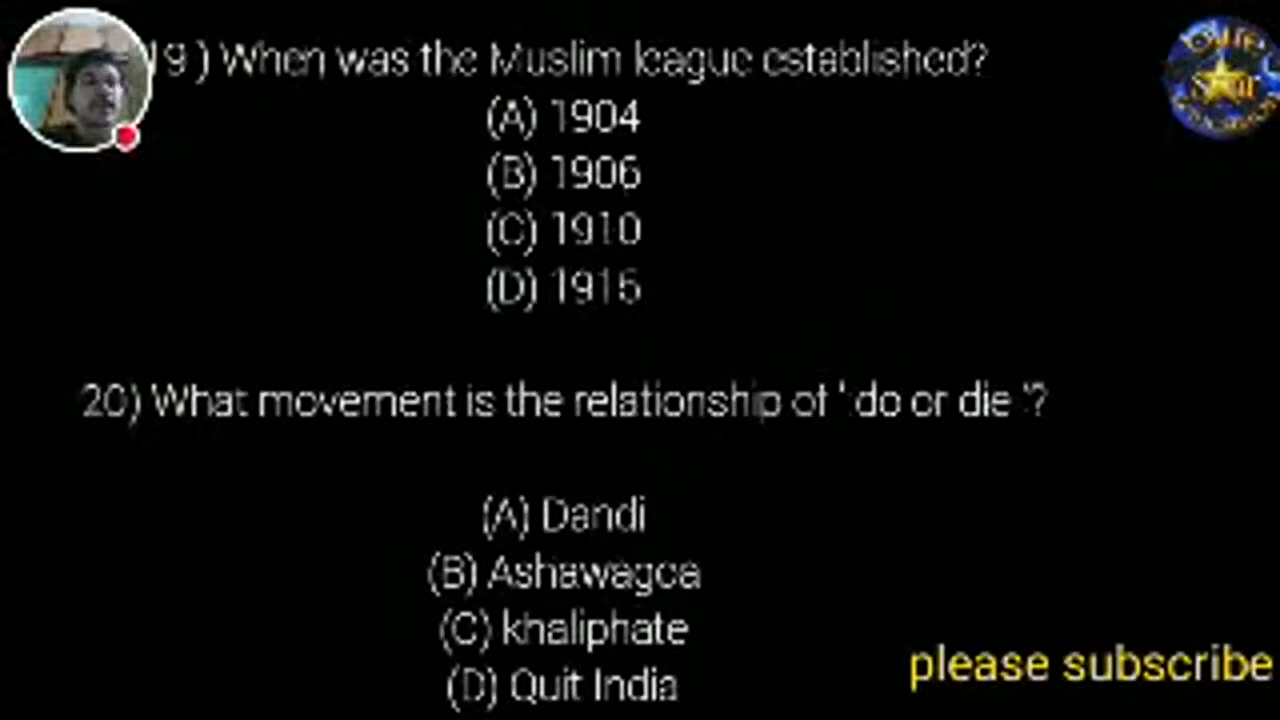 19 ) When was the Muslim league established?
(A) 1904
(B) 1906
(C) 1910
(D) 1915
20) What movement is the relationship of ' do or die '?
(A) Dandi
(B) Ashawagoa
(C) khaliphate
(D) Quit India
please subscribe